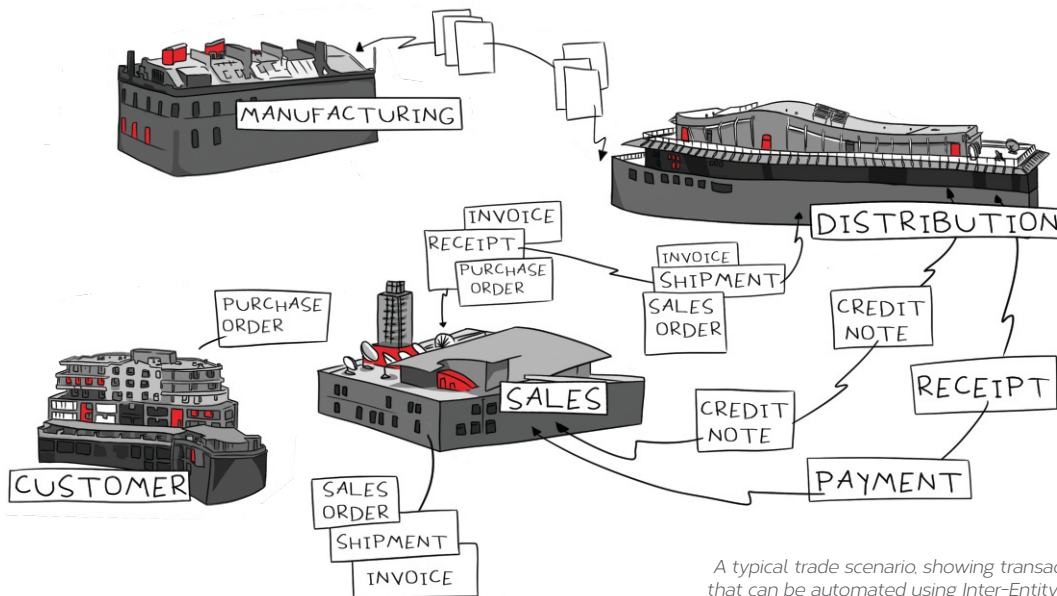 MANUFACTURING
DISTRIBUTION
INVOICE
RECEIPT
PURCHASE
ORDER
INVOICE
SHIPMENT
SALES
ORDER
CREDIT
NOTE
RECEIPT
PURCHASE
ORDER
SALES
CREDIT
NOTE
PAYMENT
CUSTOMER
SALES
ORDER
SHIPMENT
INVOICE
A typical trade scenario, showing
that can be automated using Inter-Entity